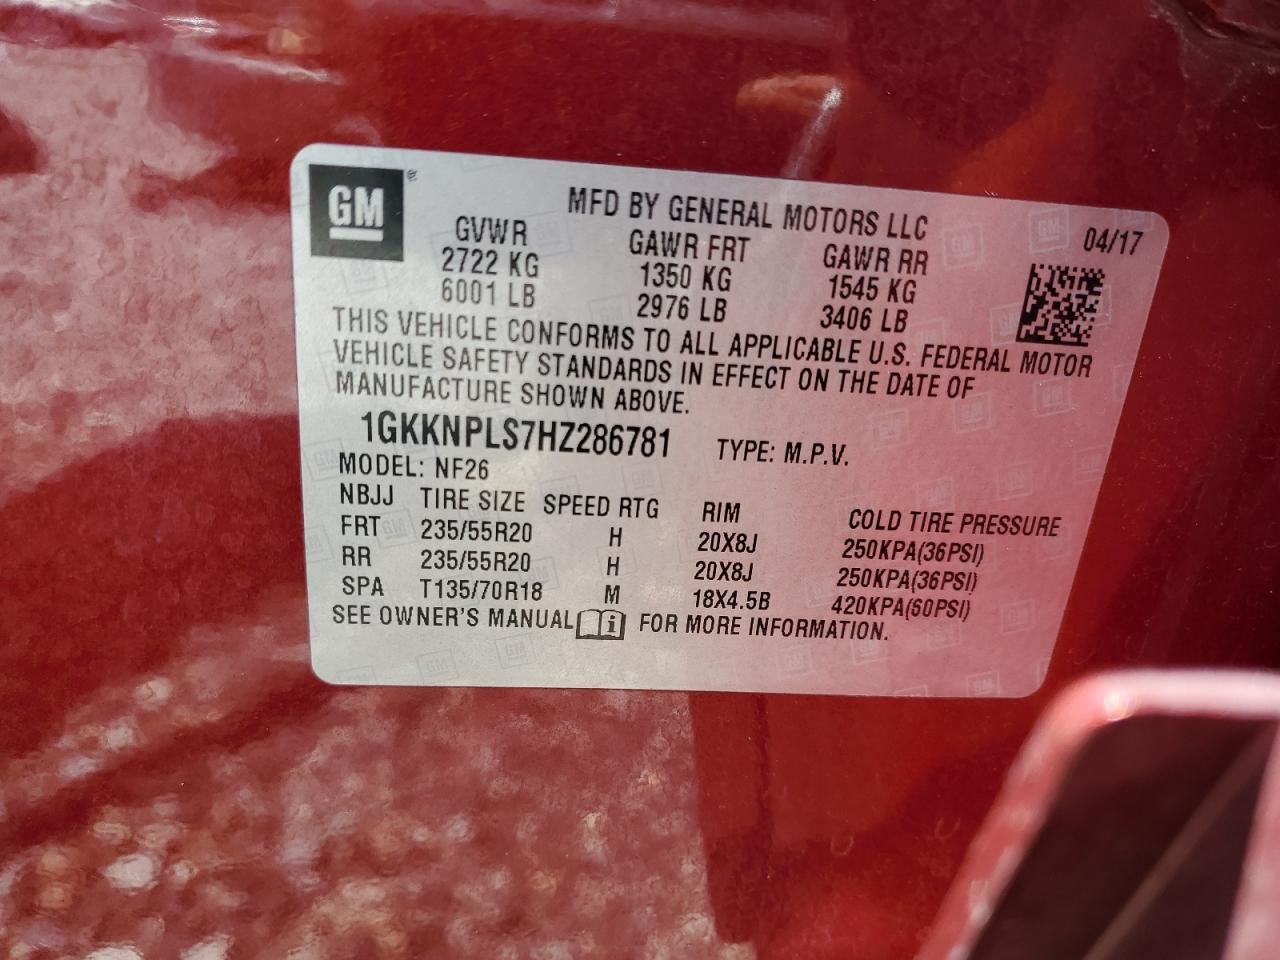 GM ®
MFD BY GENERAL MOTORS LLC
04/17
GVWR GAWR FRT GAWR RR
2722 KG 1350 KG 1545 KG
6001 LB 2976 LB 3406 LB
THIS VEHICLE CONFORMS TO ALL APPLICABLE U.S. FEDERAL MOTOR
VEHICLE SAFETY STANDARDS IN EFFECT ON THE DATE OF
MANUFACTURE SHOWN ABOVE.
1GKKNPLS7HZ286781 TYPE: M.P.V.
MODEL: NF26
NBJJ TIRE SIZE SPEED RTG RIM COLD TIRE PRESSURE
FRT 235/55R20 H 20X8J 250KPA(36PSI)
RR 235/55R20 H 20X8J 250KPA(36PSI)
SPA T135/70R18 M 18X4.5B 420KPA(60PSI)
SEE OWNER'S MANUAL i FOR MORE INFORMATION.